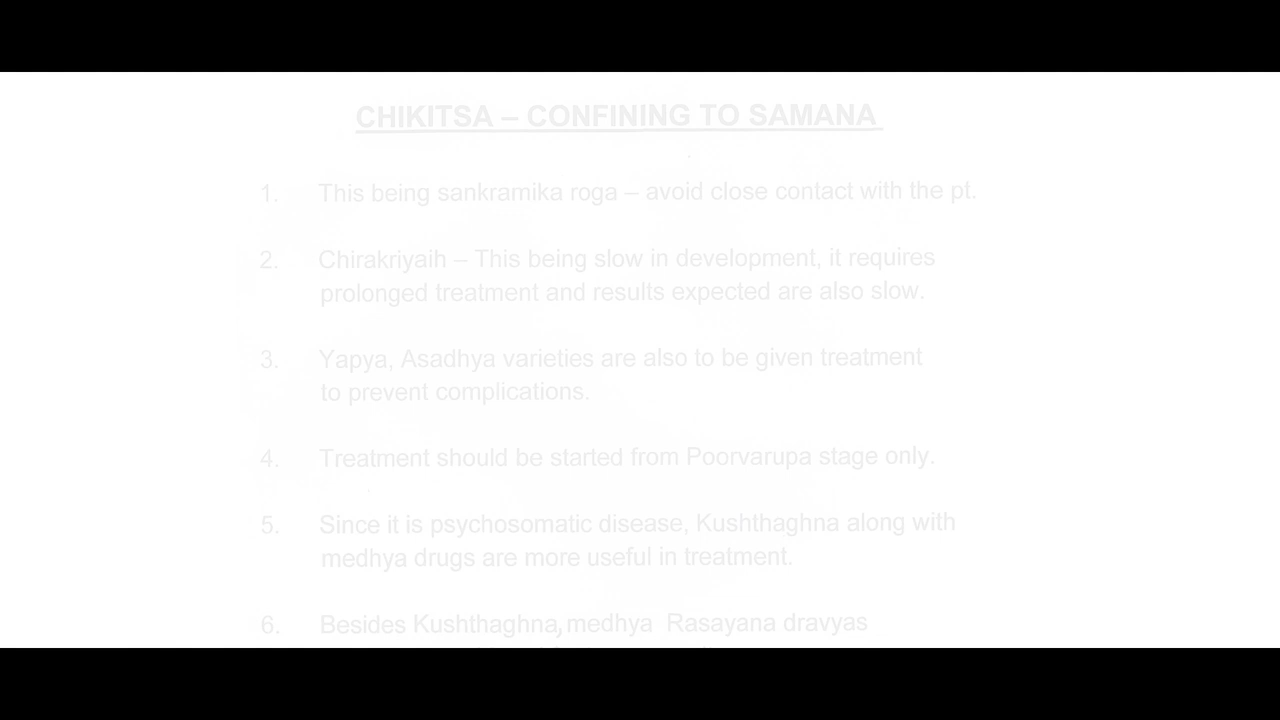 CHIKITSA – CONFINING TO SAMANA
1. This being sankramika roga – avoid close contact with the pt.
2. Chirakriyaih – This being slow in development, it requires
prolonged treatment and results expected are also slow.
3. Yapya, Asadhya varieties are also to be given treatment
to prevent complications.
4. Treatment should be started from Poorvarupa stage only.
5. Since it is psychosomatic disease, Kushthaghna along with
medhya drugs are more useful in treatment.
6. Besides Kushthaghna, medhya Rasayana dravyas